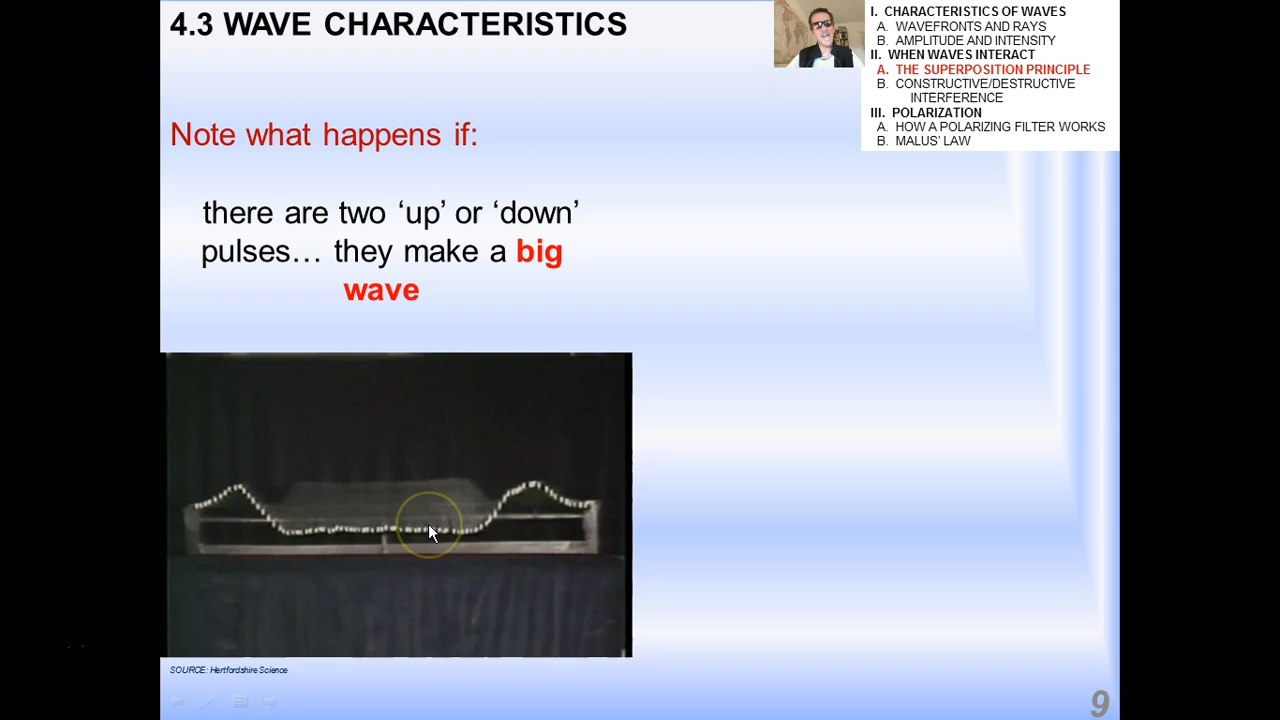 4.3 WAVE CHARACTERISTICS
I. CHARACTERISTICS OF WAVES
A. WAVEFRONTS AND RAYS
B. AMPLITUDE AND INTENSITY
II. WHEN WAVES INTERACT
A. THE SUPERPOSITION PRINCIPLE
B. CONSTRUCTIVE/DESTRUCTIVE
INTERFERENCE
III. POLARIZATION
A. HOW A POLARIZING FILTER WORKS
B. MALUS' LAW
Note what happens if:
there are two ‘up’ or ‘down’
pulses… they make a big
wave
SOURCE: Hertfordshire Science
9